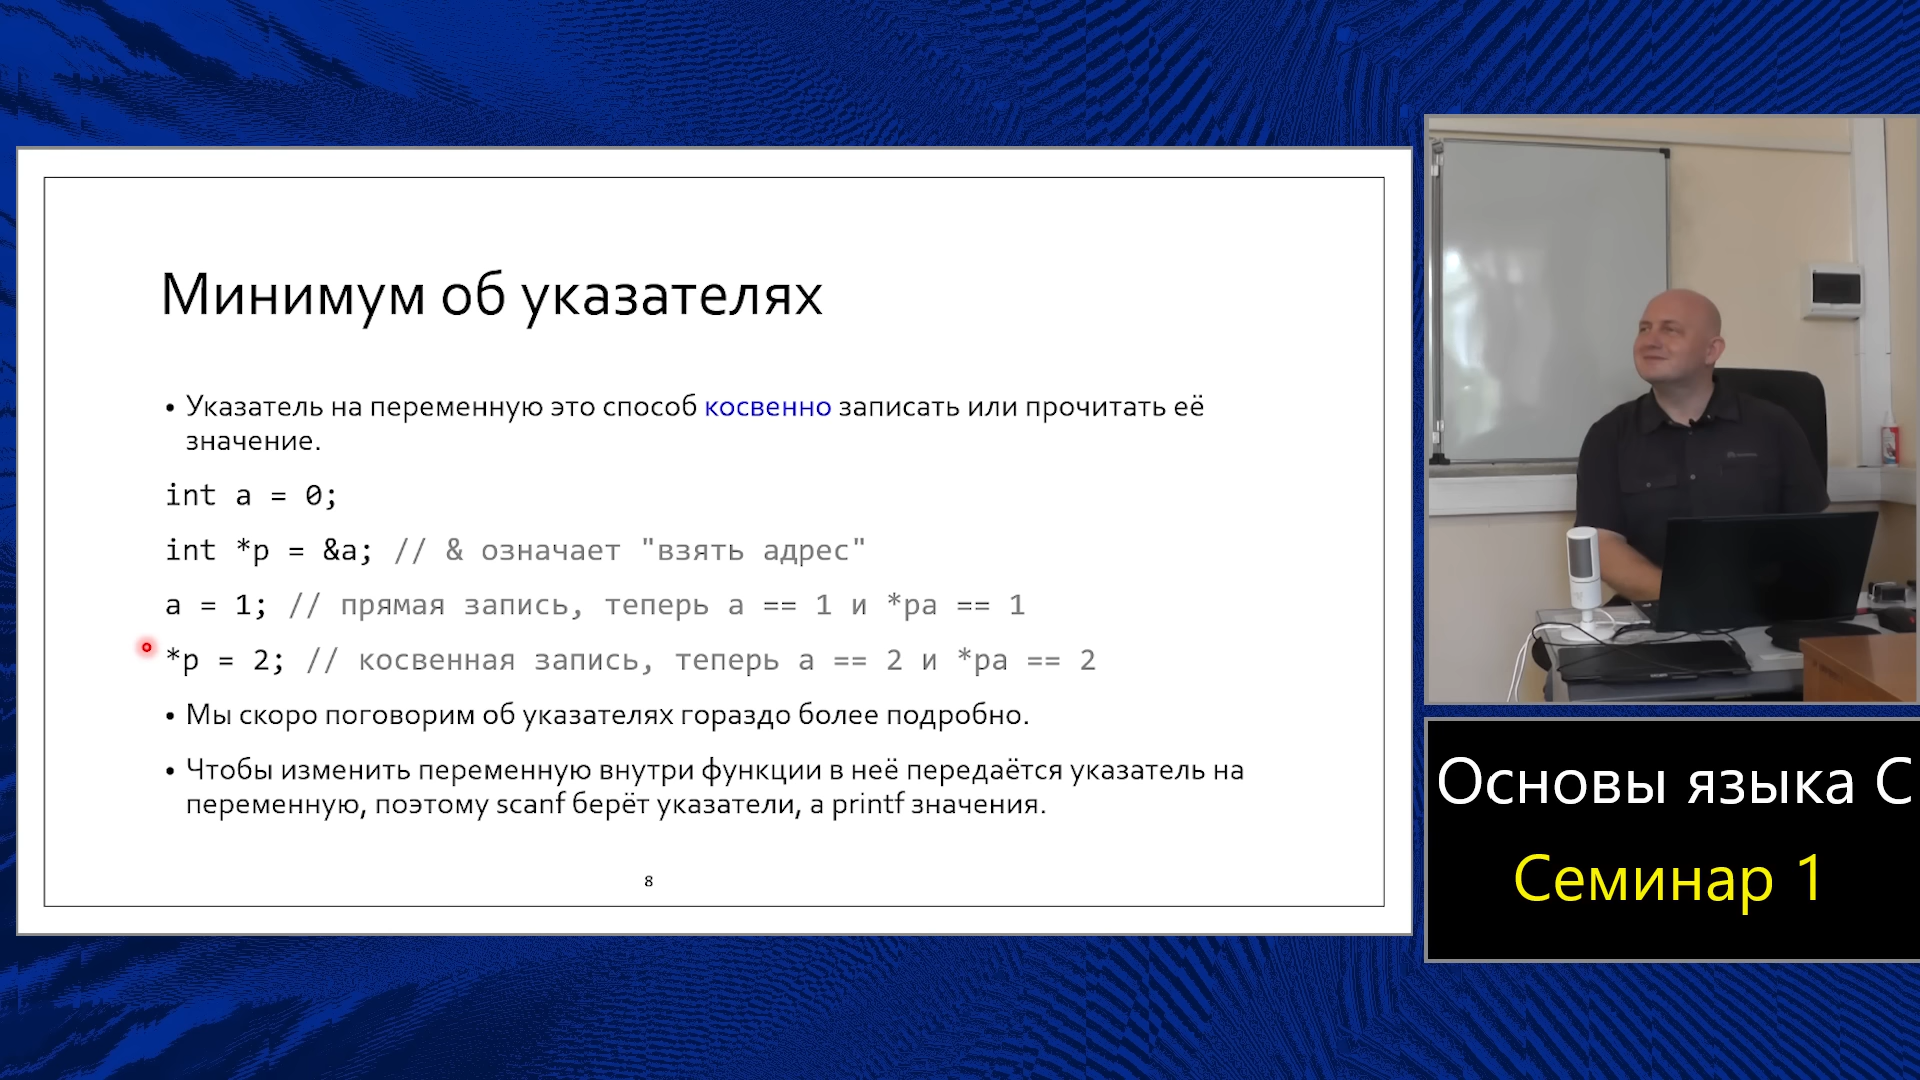 Минимум об указателях
• Указатель на переменную это способ косвенно записать или прочитать её
значение.
int a = 0;
int *p = &a; // & означает "взять адрес"
a = 1; // прямая запись, теперь a == 1 и *pa == 1
*p = 2; // косвенная запись, теперь a == 2 и *pa == 2
• Мы скоро поговорим об указателях гораздо более подробно.
• Чтобы изменить переменную внутри функции в неё передаётся указатель на
переменную, поэтому scanf берёт указатели, а printf значения.
8
Основы языка C
Семинар 1